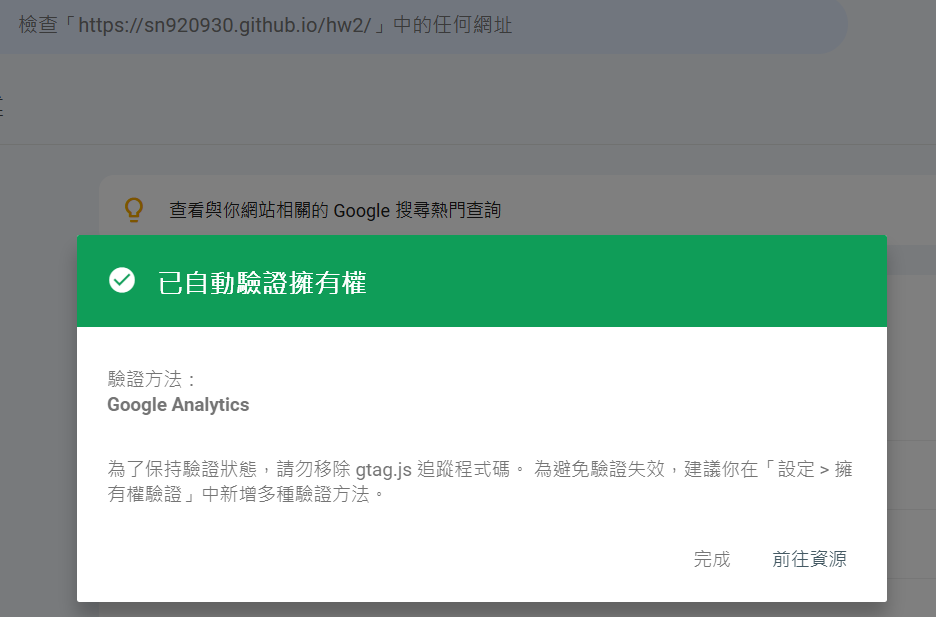 檢查「https://sn920930.github.io/hw2/」中的任何網址
查看與你網站相關的 Google 搜尋熱門查詢
已自動驗證擁有權
驗證方法：
Google Analytics
為了保持驗證狀態，請勿移除 gtag.js 追蹤程式碼。 為避免驗證失效，建議你在「設定 > 擁
有權驗證」中新增多種驗證方法。
完成 前往資源